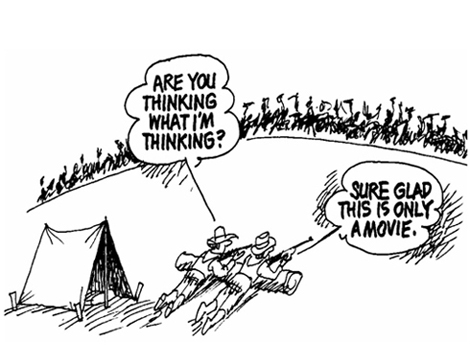 ARE YOU
THINKING
WHAT I'M
THINKING?
SURE GLAD
THIS IS ONLY
A MOVIE.